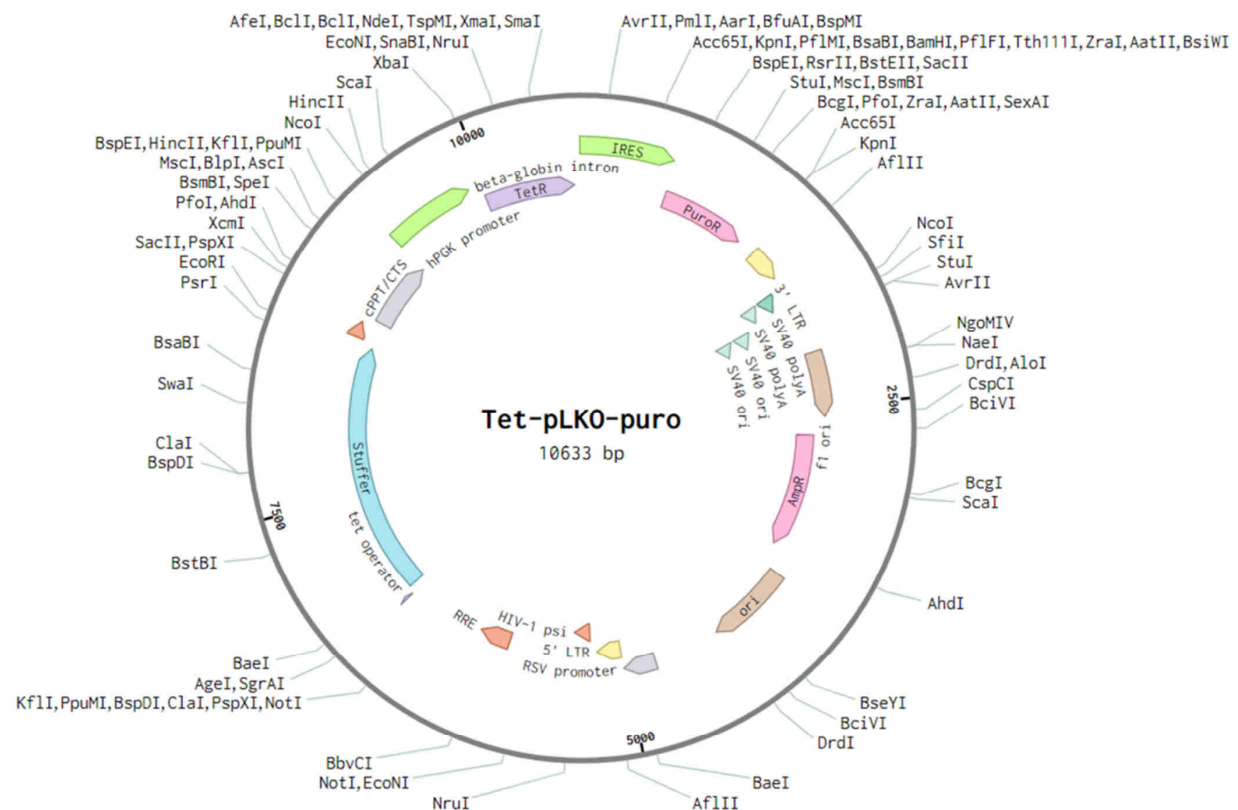 AfeI,BclI,BclI,NdeI,TspMI,XmaI,SmaI
EcoNI,SnaBI,NruI
XbaI
ScaI
HincII
NcoI
BspEI,HincII,KflI,PpuMI
MscI,BlpI,AscI
BsmBI,SpeI
PfoI,AhdI
XcmI
SacII,PspXI
EcoRI
PsrI
BsaBI
SwaI
ClaI
BspDI
BstBI
BaeI
AgeI,SgrAI
KflI,PpuMI,BspDI,ClaI,PspXI,NotI
BbvCI
NotI,EcoNI
NruI
AvrII,PmlI,AarI,BfuAI,BspMI
Acc65I,KpnI,PflMI,BsaBI,BamHI,PflFI,Tth111I,ZraI,AatII,BsiWI
BspEI,RsrII,BstEII,SacII
StuI,MscI,BsmBI
BcgI,PfoI,ZraI,AatII,SexAI
Acc65I
KpnI
AflII
NcoI
SfiI
StuI
AvrII
NgoMIV
NaeI
DrdI,AloI
CspCI
BciVI
BcgI
ScaI
AhdI
BseYI
BciVI
DrdI
BaeI
AflII
10000
2500
5000
7500
IRES
beta-globin intron
TetR
hPGK promoter
cPPT/CTS
PuroR
3' LTR
SV40 polyA
SV40 polyA
SV40 ori
SV40 ori
f1 ori
AmpR
ori
Tet-pLKO-puro
10633 bp
Stuffer
tet operator
RRE
HIV-1 psi
5' LTR
RSV promoter